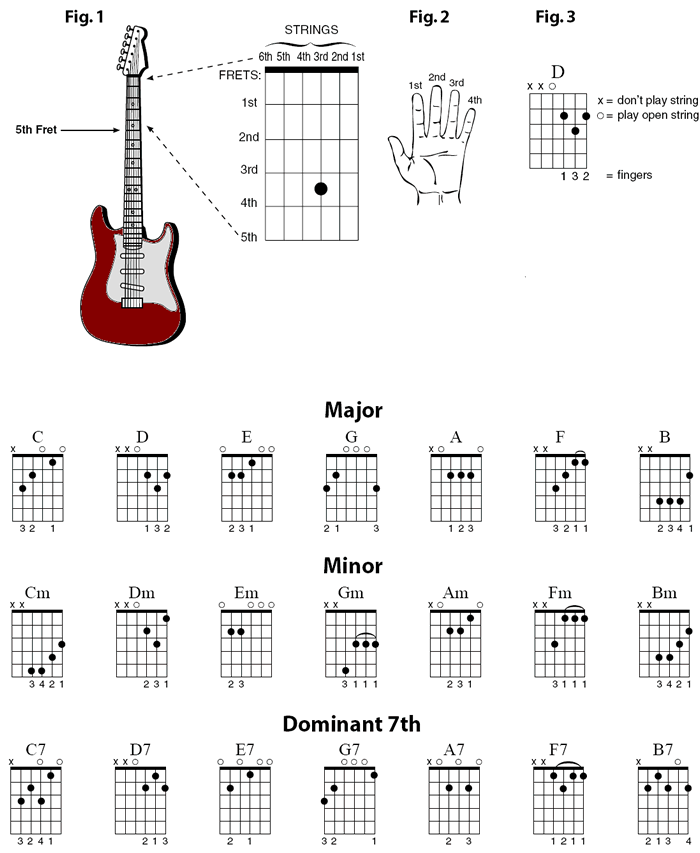 Fig. 1
Fig. 2
Fig. 3
STRINGS
6th 5th 4th 3rd 2nd 1st
FRETS:
1st
2nd
3rd
4th
5th
5th Fret
1st
2nd
3rd
4th
D
x x ○
x = don't play string
○ = play open string
1 3 2 = fingers
Major
C D E G A F B
x ○ ○ x x ○ ○ ○ ○ ○ ○ ○ x ○ ○ x x x x
3 2 1 1 3 2 2 3 1 2 1 3 1 2 3 3 2 1 1 2 3 4 1
Minor
Cm Dm Em Gm Am Fm Bm
x x x x ○ ○ ○ ○ ○ x x x ○ ○ x x x x
3 4 2 1 2 3 1 2 3 3 1 1 1 2 3 1 3 1 1 1 3 4 2 1
Dominant 7th
C7 D7 E7 G7 A7 F7 B7
x ○ ○ x x ○ ○ ○ ○ ○ ○ ○ ○ x ○ ○ ○ x x x ○
3 2 4 1 2 1 3 2 1 3 2 1 2 3 1 2 1 1 2 1 3 4